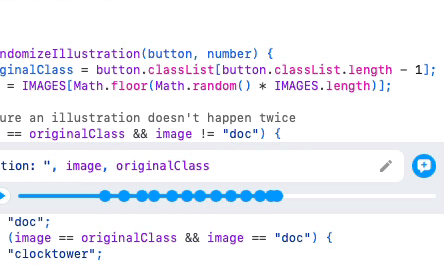 ndomizeIllustration(button, number) {
ginalClass = button.classList[button.classList.length - 1];
= IMAGES[Math.floor(Math.random() * IMAGES.length)];
ure an illustration doesn't happen twice
== originalClass && image != "doc") {
tion: ", image, originalClass
"doc";
(image == originalClass && image == "doc") {
"clocktower";